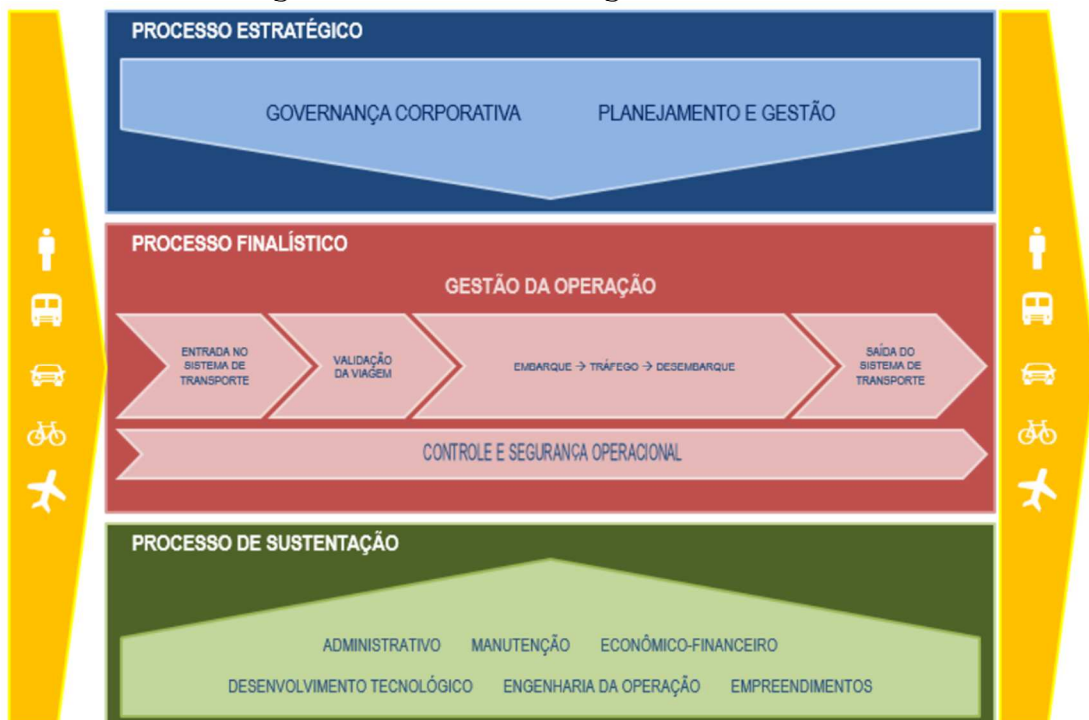 PROCESSO ESTRATÉGICO
GOVERNANÇA CORPORATIVA PLANEJAMENTO E GESTÃO
PROCESSO FINALÍSTICO
GESTÃO DA OPERAÇÃO
ENTRADA NO
SISTEMA DE
TRANSPORTE
VALIDAÇÃO
DA VIAGEM
EMBARQUE → TRÁFEGO → DESEMBARQUE
SAÍDA DO
SISTEMA DE
TRANSPORTE
CONTROLE E SEGURANÇA OPERACIONAL
PROCESSO DE SUSTENTAÇÃO
ADMINISTRATIVO MANUTENÇÃO ECONÔMICO-FINANCEIRO
DESENVOLVIMENTO TECNOLÓGICO ENGENHARIA DA OPERAÇÃO EMPREENDIMENTOS